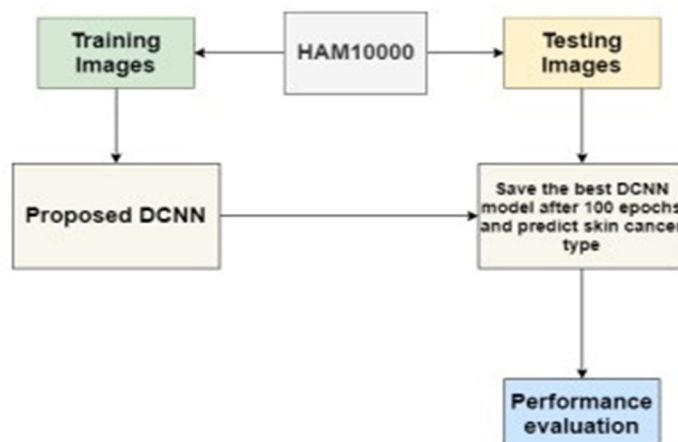 Training
Images
HAM10000
Testing
Images
Proposed DCNN
Save the best DCNN
model after 100 epochs
and predict skin cancer
type
Performance
evaluation